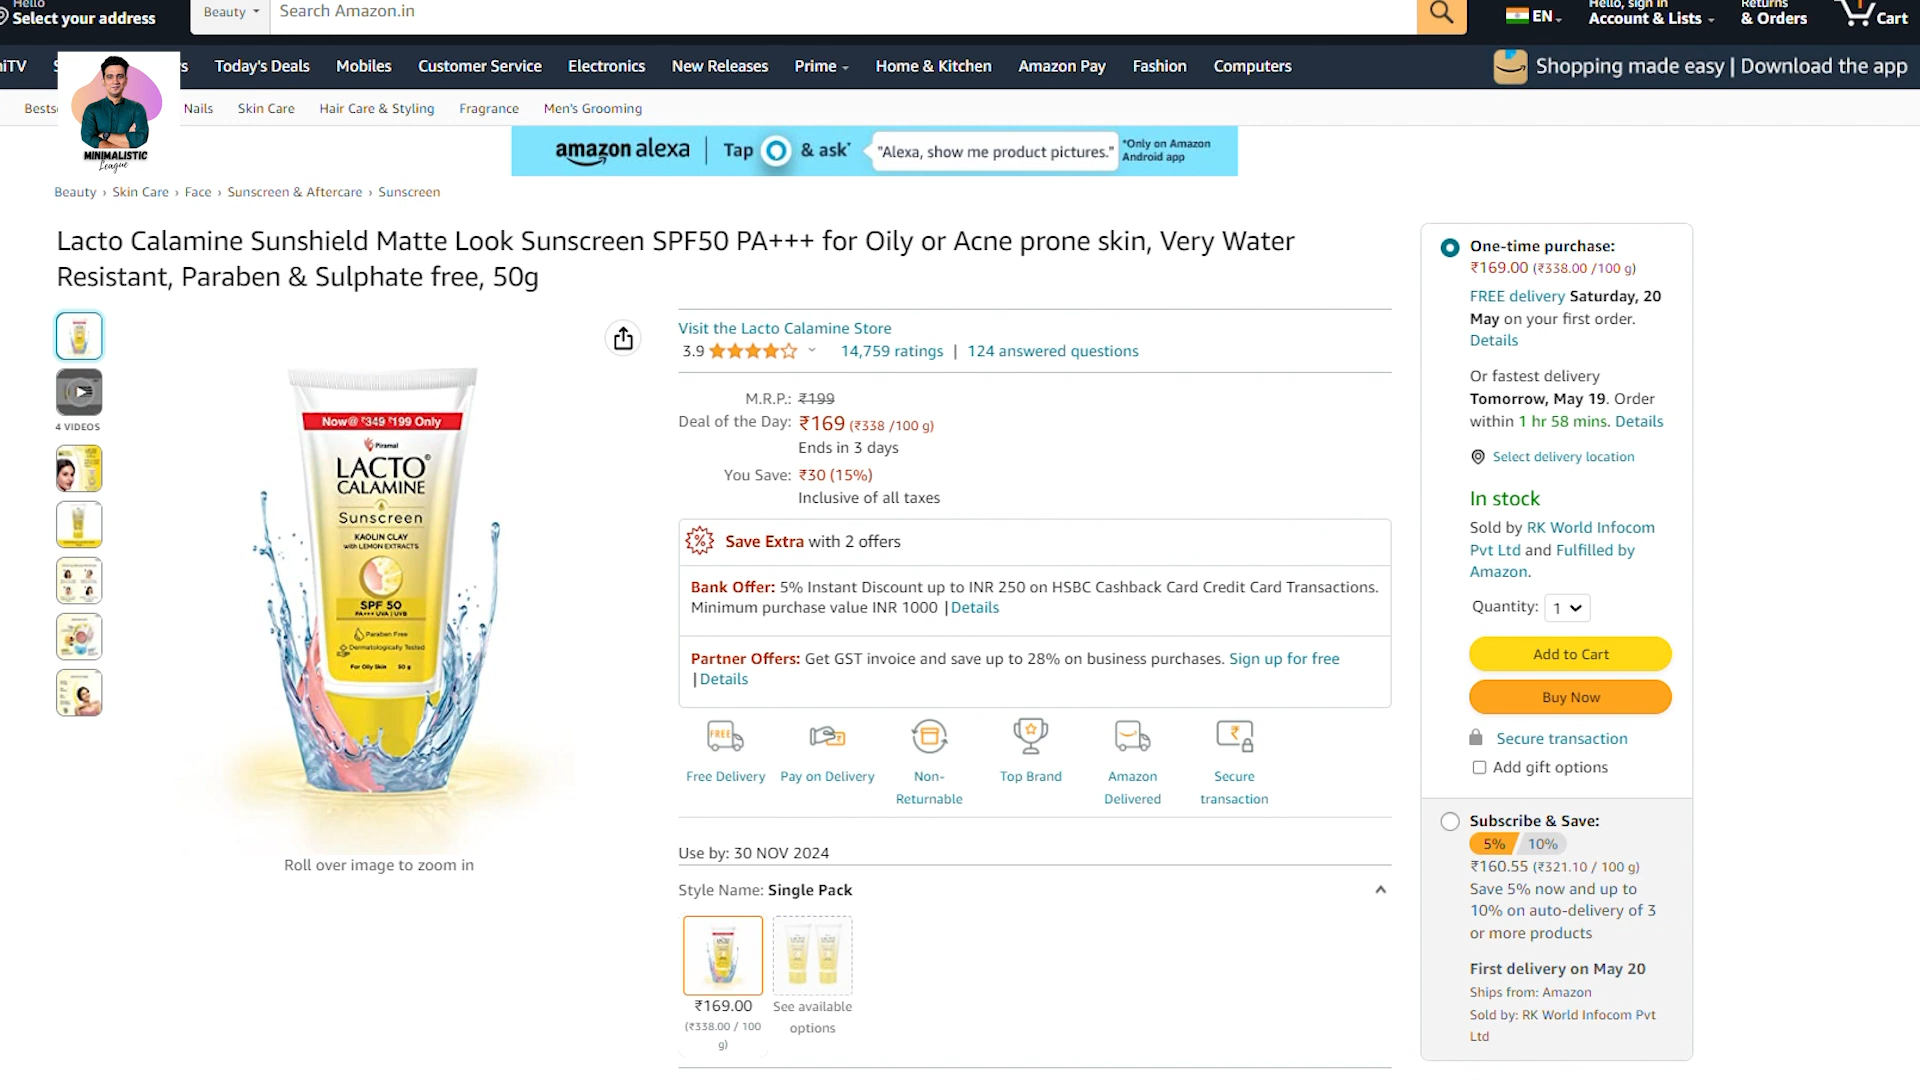 Hello
Select your address
Beauty
Search Amazon.in
EN
Hello, sign in
Account & Lists
Returns
& Orders
Cart
iTV
Today's Deals
Mobiles
Customer Service
Electronics
New Releases
Prime
Home & Kitchen
Amazon Pay
Fashion
Computers
Shopping made easy | Download the app
Nails
Skin Care
Hair Care & Styling
Fragrance
Men's Grooming
MINIMALISTIC
League
amazon alexa
Tap & ask*
"Alexa, show me product pictures."
*Only on Amazon
Android app
Beauty › Skin Care › Face › Sunscreen & Aftercare › Sunscreen
Lacto Calamine Sunshield Matte Look Sunscreen SPF50 PA+++ for Oily or Acne prone skin, Very Water
Resistant, Paraben & Sulphate free, 50g
4 VIDEOS
Now@ ₹349 ₹199 Only
Piramal
LACTO®
CALAMINE
Sunscreen
KAOLIN CLAY
with LEMON EXTRACTS
SPF 50
PA+++ UVA | UVB
Paraben Free
Dermatologically Tested
For Oily Skin 50 g
Roll over image to zoom in
Visit the Lacto Calamine Store
3.9
14,759 ratings | 124 answered questions
M.R.P.: ₹199
Deal of the Day: ₹169 (₹338 /100 g)
Ends in 3 days
You Save: ₹30 (15%)
Inclusive of all taxes
Save Extra with 2 offers
Bank Offer: 5% Instant Discount up to INR 250 on HSBC Cashback Card Credit Card Transactions.
Minimum purchase value INR 1000 | Details
Partner Offers: Get GST invoice and save up to 28% on business purchases. Sign up for free
| Details
FREE
Free Delivery
Pay on Delivery
Non-
Returnable
Top Brand
Amazon
Delivered
Secure
transaction
Use by: 30 NOV 2024
Style Name: Single Pack
₹169.00
(₹338.00 / 100
g)
See available
options
One-time purchase:
₹169.00 (₹338.00 /100 g)
FREE delivery Saturday, 20
May on your first order.
Details
Or fastest delivery
Tomorrow, May 19. Order
within 1 hr 58 mins. Details
Select delivery location
In stock
Sold by RK World Infocom
Pvt Ltd and Fulfilled by
Amazon.
Quantity: 1
Add to Cart
Buy Now
Secure transaction
Add gift options
Subscribe & Save:
5% 10%
₹160.55 (₹321.10 / 100 g)
Save 5% now and up to
10% on auto-delivery of 3
or more products
First delivery on May 20
Ships from: Amazon
Sold by: RK World Infocom Pvt
Ltd